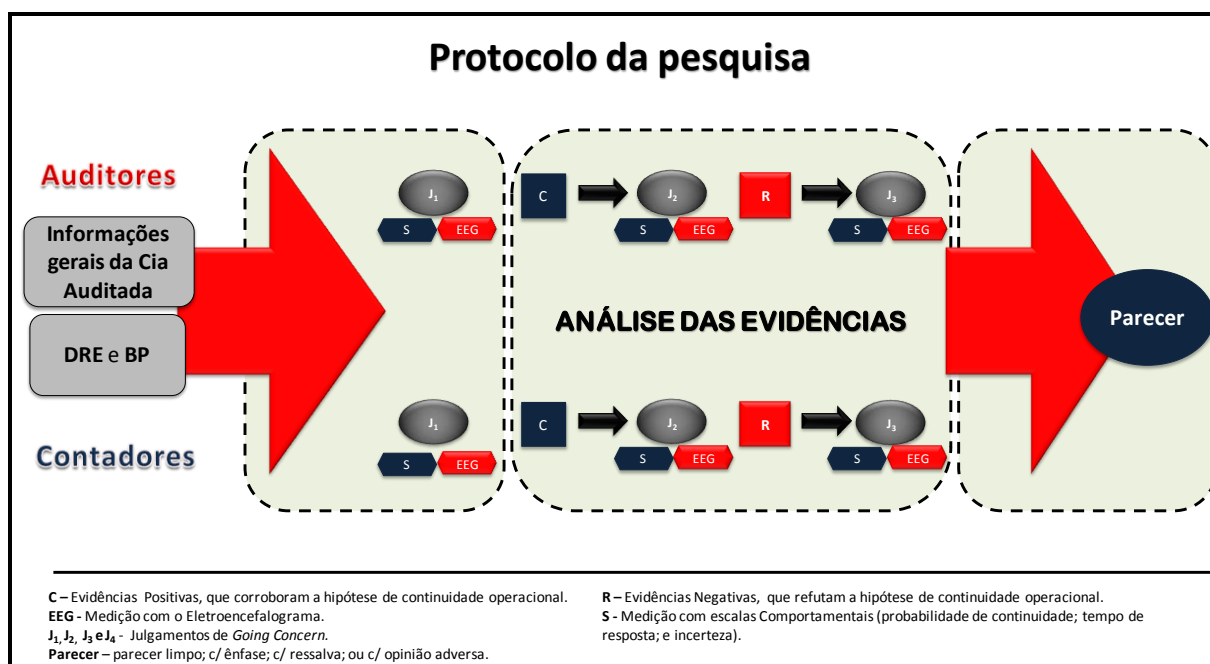 Protocolo da pesquisa
Auditores
Informações
gerais da Cia
Auditada
DRE e BP
Contadores
J1
S EEG
C
J2
S EEG
R
J3
S EEG
ANÁLISE DAS EVIDÊNCIAS
J1
S EEG
C
J2
S EEG
R
J3
S EEG
Parecer
C – Evidências Positivas, que corroboram a hipótese de continuidade operacional.
EEG - Medição com o Eletroencefalograma.
J1, J2, J3 e J4 - Julgamentos de Going Concern.
Parecer – parecer limpo; c/ ênfase; c/ ressalva; ou c/ opinião adversa.
R – Evidências Negativas, que refutam a hipótese de continuidade operacional.
S - Medição com escalas Comportamentais (probabilidade de continuidade; tempo de
resposta; e incerteza).